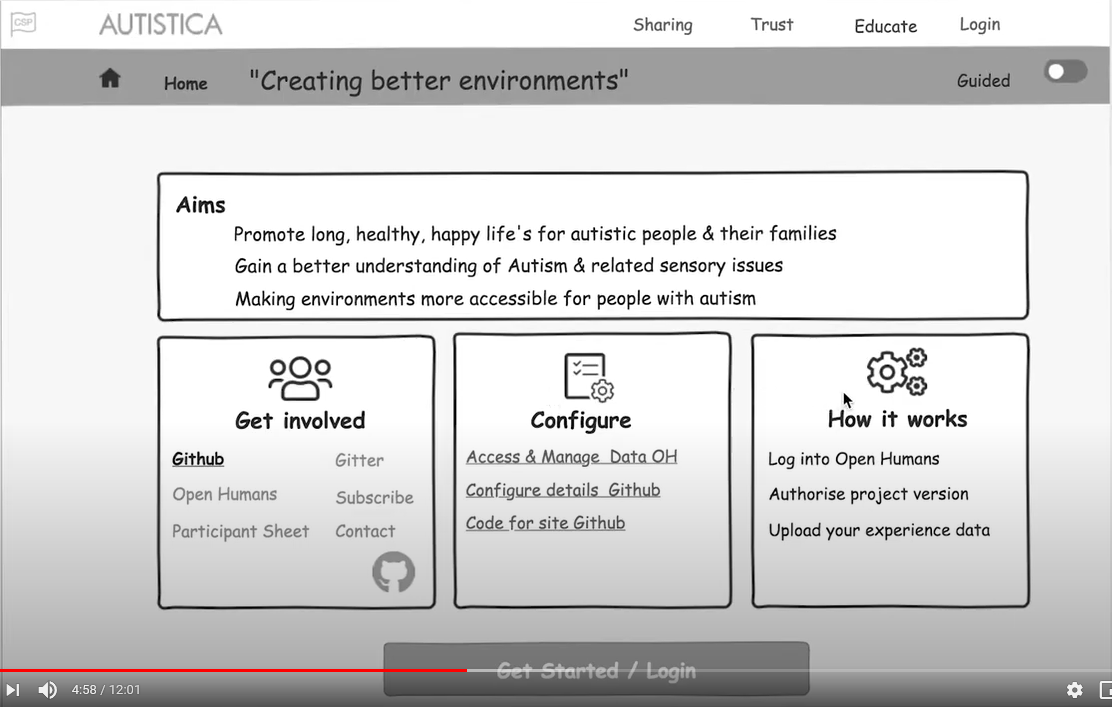 CSP
AUTISTICA
Sharing
Trust
Educate
Login
Home
"Creating better environments"
Guided
Aims
Promote long, healthy, happy life's for autistic people & their families
Gain a better understanding of Autism & related sensory issues
Making environments more accessible for people with autism
Get involved
Github
Gitter
Open Humans
Subscribe
Participant Sheet
Contact
Configure
Access & Manage Data OH
Configure details Github
Code for site Github
How it works
Log into Open Humans
Authorise project version
Upload your experience data
Get Started / Login
4:58 / 12:01